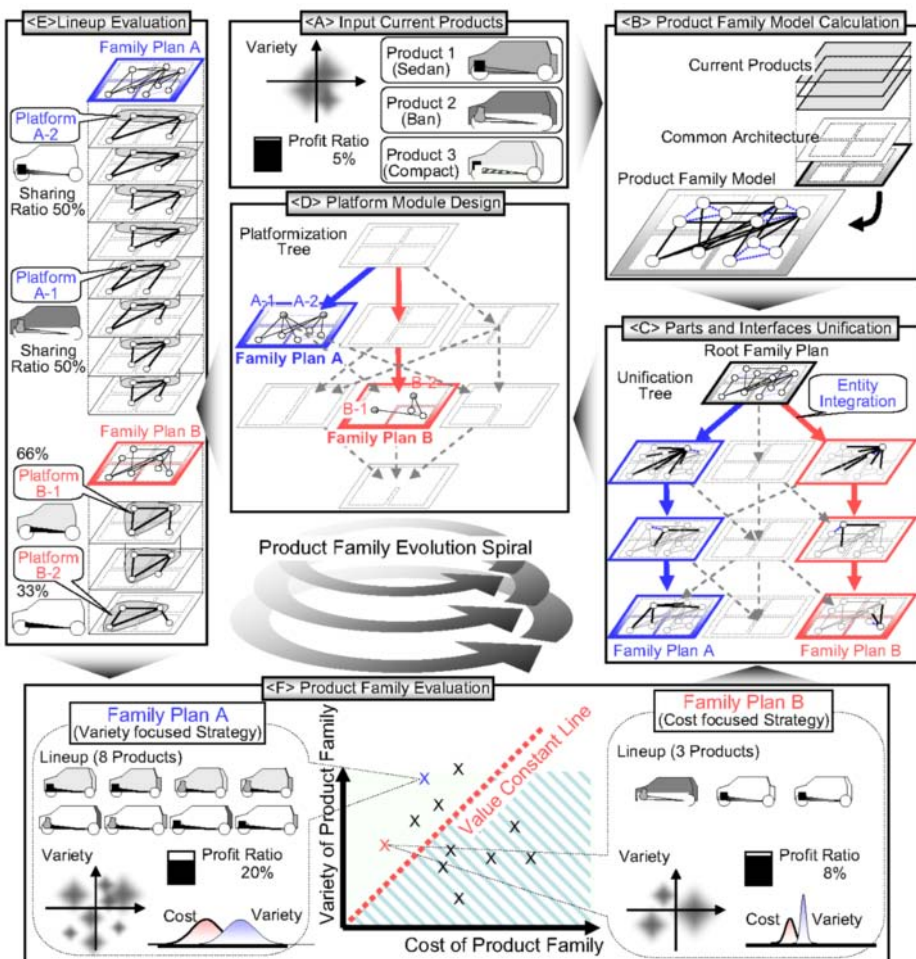 <E>Lineup Evaluation
Family Plan A
Platform
A-2
Sharing
Ratio 50%
Platform
A-1
Sharing
Ratio 50%
Family Plan B
66%
Platform
B-1
Platform
B-2
33%
<A> Input Current Products
Variety
Profit Ratio
5%
Product 1
(Sedan)
Product 2
(Ban)
Product 3
(Compact)
<B> Product Family Model Calculation
Current Products
Common Architecture
Product Family Model
<D> Platform Module Design
Platformization
Tree
A-1 A-2
Family Plan A
B-2
B-1
Family Plan B
<C> Parts and Interfaces Unification
Root Family Plan
Unification
Tree
Entity
Integration
Family Plan A
Family Plan B
Product Family Evolution Spiral
<F> Product Family Evaluation
Family Plan A
(Variety focused Strategy)
Lineup (8 Products)
Variety
Profit Ratio
20%
Cost
Variety
Variety of Product Family
Value Constant Line
Cost of Product Family
X
X
X
X
X
X
X
X
X
X
X
Family Plan B
(Cost focused Strategy)
Lineup (3 Products)
Variety
Profit Ratio
8%
Cost
Variety